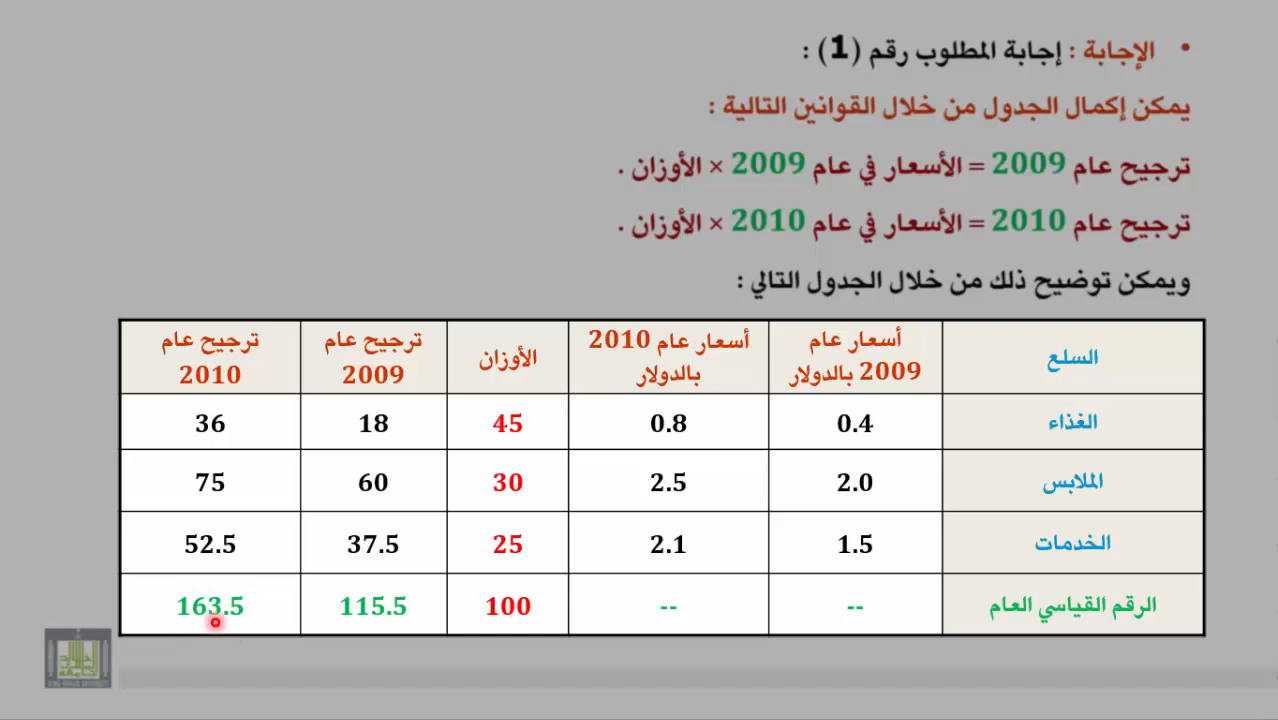 • الإجابة : إجابة المطلوب رقم (1) :
يمكن إكمال الجدول من خلال القوانين التالية :
ترجيح عام 2009 = الأسعار في عام 2009 × الأوزان .
ترجيح عام 2010 = الأسعار في عام 2010 × الأوزان .
ويمكن توضيح ذلك من خلال الجدول التالي :
السلع أسعار عام 2009 بالدولار أسعار عام 2010 بالدولار الأوزان ترجيح عام 2009 ترجيح عام 2010
الغذاء 0.4 0.8 45 18 36
الملابس 2.0 2.5 30 60 75
الخدمات 1.5 2.1 25 37.5 52.5
الرقم القياسي العام -- -- 100 115.5 163.5